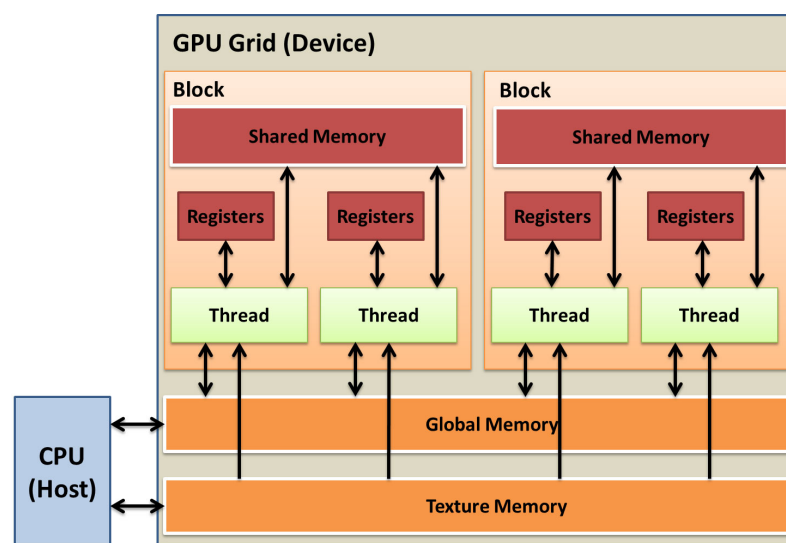 GPU Grid (Device)
Block
Shared Memory
Registers
Registers
Thread
Thread
Block
Shared Memory
Registers
Registers
Thread
Thread
CPU
(Host)
Global Memory
Texture Memory